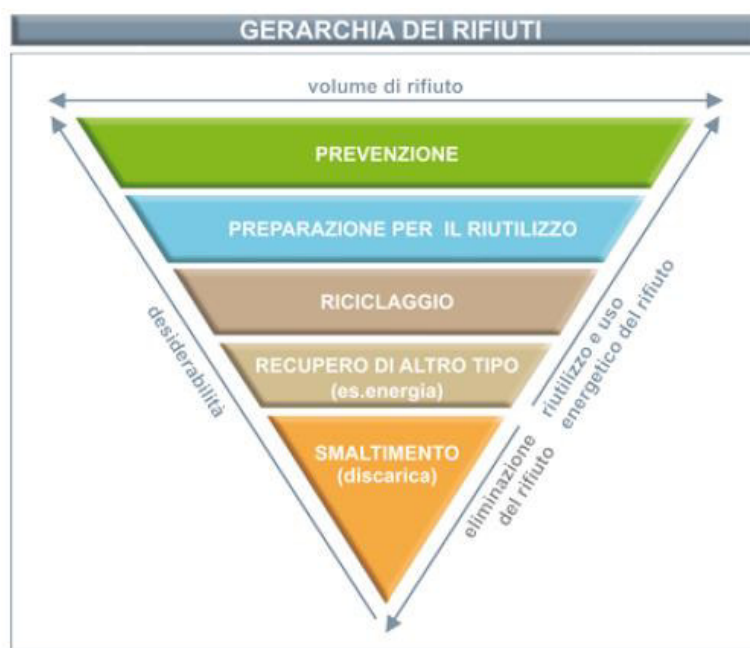 GERARCHIA DEI RIFIUTI
volume di rifiuto
PREVENZIONE
PREPARAZIONE PER IL RIUTILIZZO
RICICLAGGIO
RECUPERO DI ALTRO TIPO
(es.energia)
SMALTIMENTO
(discarica)
desiderabilità
riutilizzo e uso
energetico del rifiuto
eliminazione
del rifiuto